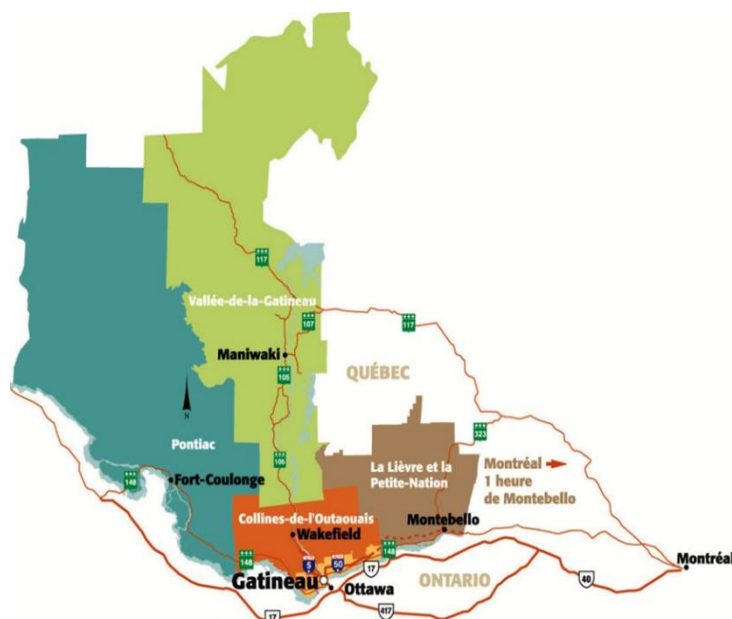 117
Vallée-de-la-Gatineau
107
117
Maniwaki
105
QUÉBEC
N
Pontiac
323
105
La Lièvre et la
Petite-Nation
Montréal
1 heure
de Montebello
148
Fort-Coulonge
Collines-de-l'Outaouais
Wakefield
Montebello
148
5
50
148
17
Gatineau
Ottawa
ONTARIO
40
Montréal
17
417